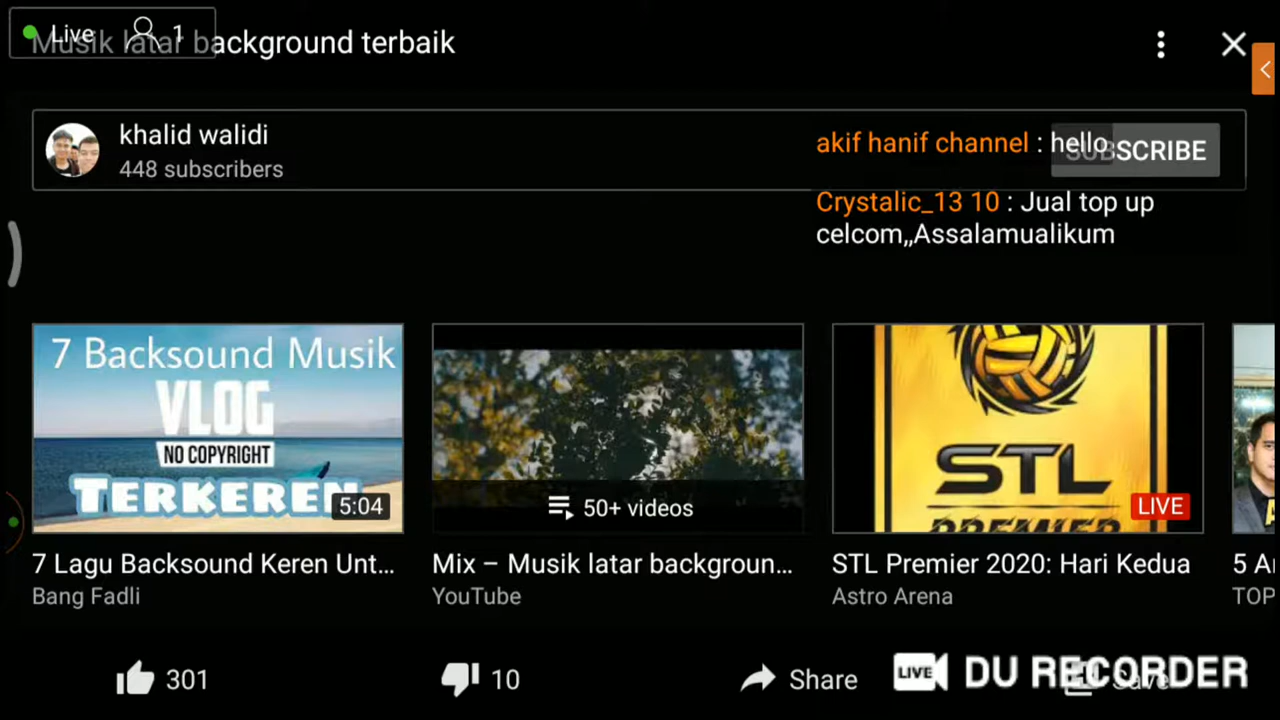 Live 1
Musik latar background terbaik
khalid walidi
448 subscribers
SUBSCRIBE
akif hanif channel : hello
Crystalic_13 10 : Jual top up
celcom,,Assalamualikum
7 Backsound Musik
VLOG
NO COPYRIGHT
TERKEREN
5:04
50+ videos
STL
PREMIER
LIVE
7 Lagu Backsound Keren Unt...
Bang Fadli
Mix – Musik latar backgroun...
YouTube
STL Premier 2020: Hari Kedua
Astro Arena
TOP
301
10
Share
Save
LIVE DU RECORDER